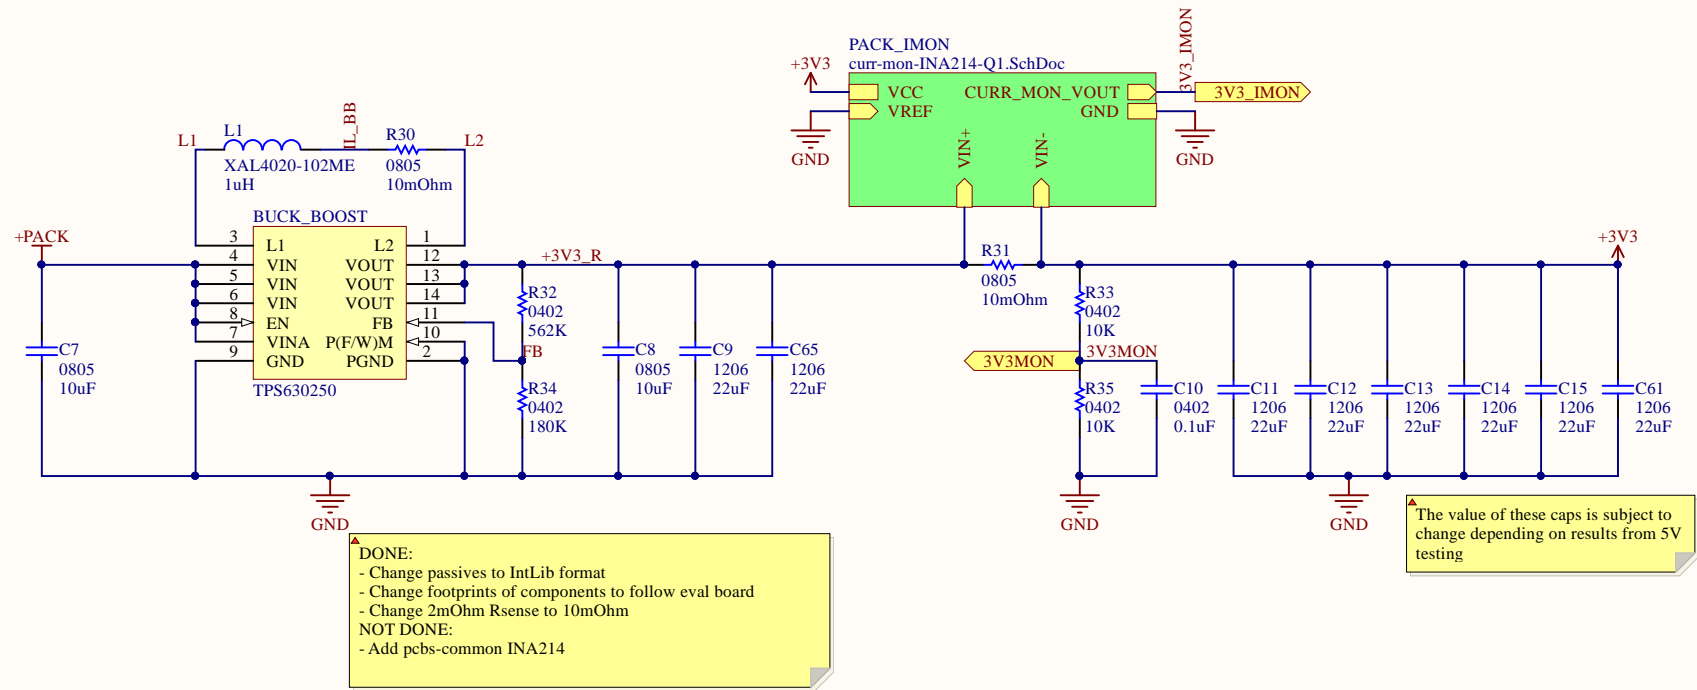 PACK_IMON
curr-mon-INA214-Q1.SchDoc
+3V3
VCC
VREF
CURR_MON_VOUT
GND
VIN+
VIN-
3V3_IMON
3V3_IMON
GND
GND
L1
L1
XAL4020-102ME
1uH
IL_BB
R30
0805
10mOhm
L2
BUCK_BOOST
+PACK
3 L1 L2 1
4 VIN VOUT 12
5 VIN VOUT 13
6 VIN VOUT 14
8 EN FB 11
7 VINA P(F/W)M 10
9 GND PGND 2
TPS630250
C7
0805
10uF
+3V3_R
R32
0402
562K
FB
R34
0402
180K
C8
0805
10uF
C9
1206
22uF
C65
1206
22uF
GND
R31
0805
10mOhm
R33
0402
10K
3V3MON
3V3MON
R35
0402
10K
C10
0402
0.1uF
GND
+3V3
C11
1206
22uF
C12
1206
22uF
C13
1206
22uF
C14
1206
22uF
C15
1206
22uF
C61
1206
22uF
GND
The value of these caps is subject to
change depending on results from 5V
testing
DONE:
- Change passives to IntLib format
- Change footprints of components to follow eval board
- Change 2mOhm Rsense to 10mOhm
NOT DONE:
- Add pcbs-common INA214